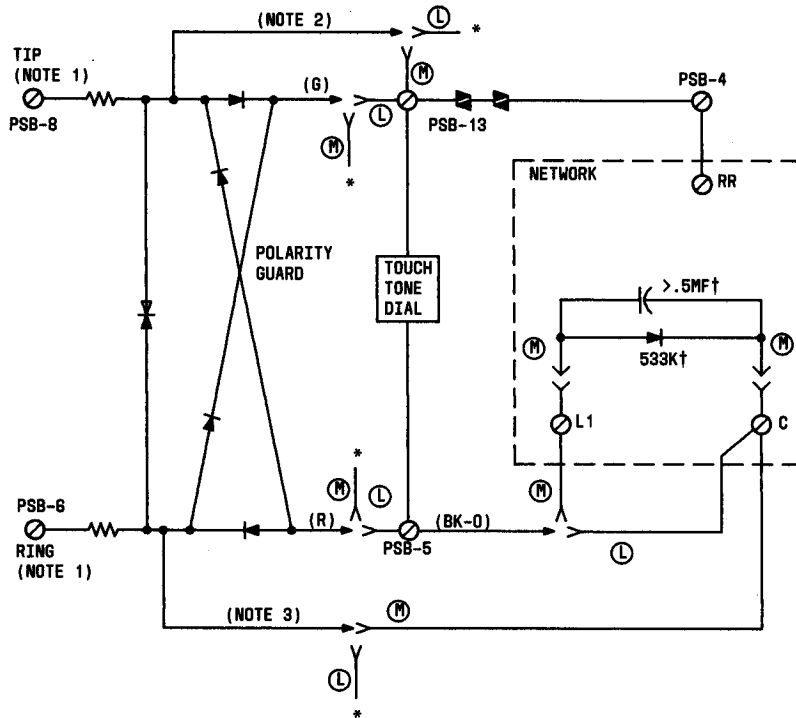 (NOTE 2)
L
*
TIP
(NOTE 1)
M
PSB-4
(G)
L
PSB-8
PSB-13
M
*
NETWORK
RR
POLARITY
GUARD
TOUCH
TONE
DIAL
>.5MF†
M
M
533K†
L1
C
*
PSB-6
M
L
M
(R)
(BK-O)
PSB-5
L
RING
(NOTE 1)
(NOTE 3)
M
L
*